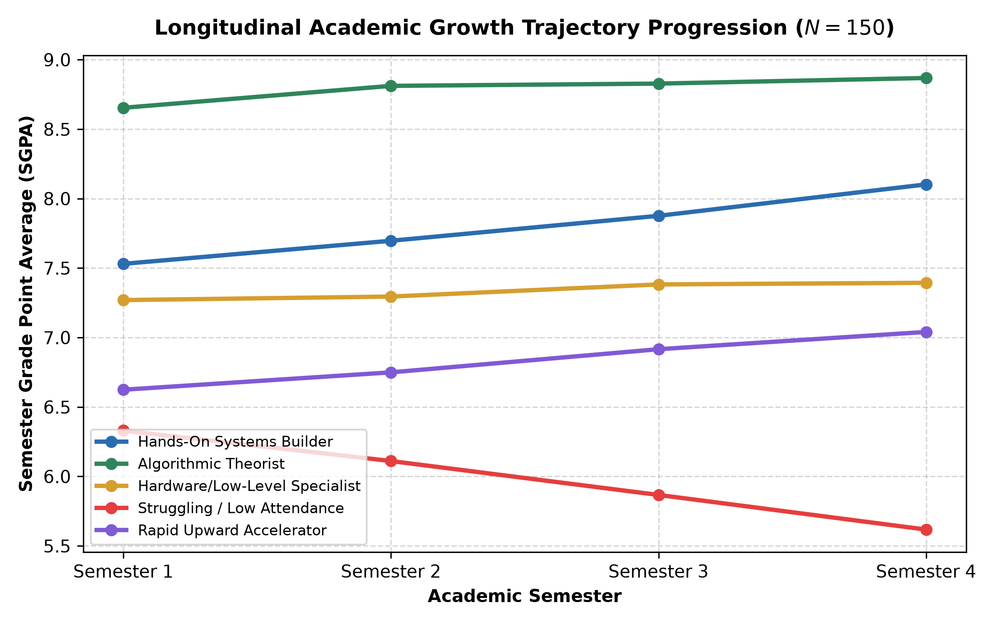 Longitudinal Academic Growth Trajectory Progression (N = 150)
Semester Grade Point Average (SGPA)
9.0
8.5
8.0
7.5
7.0
6.5
6.0
5.5
Hands-On Systems Builder
Algorithmic Theorist
Hardware/Low-Level Specialist
Struggling / Low Attendance
Rapid Upward Accelerator
Semester 1 Semester 2 Semester 3 Semester 4
Academic Semester